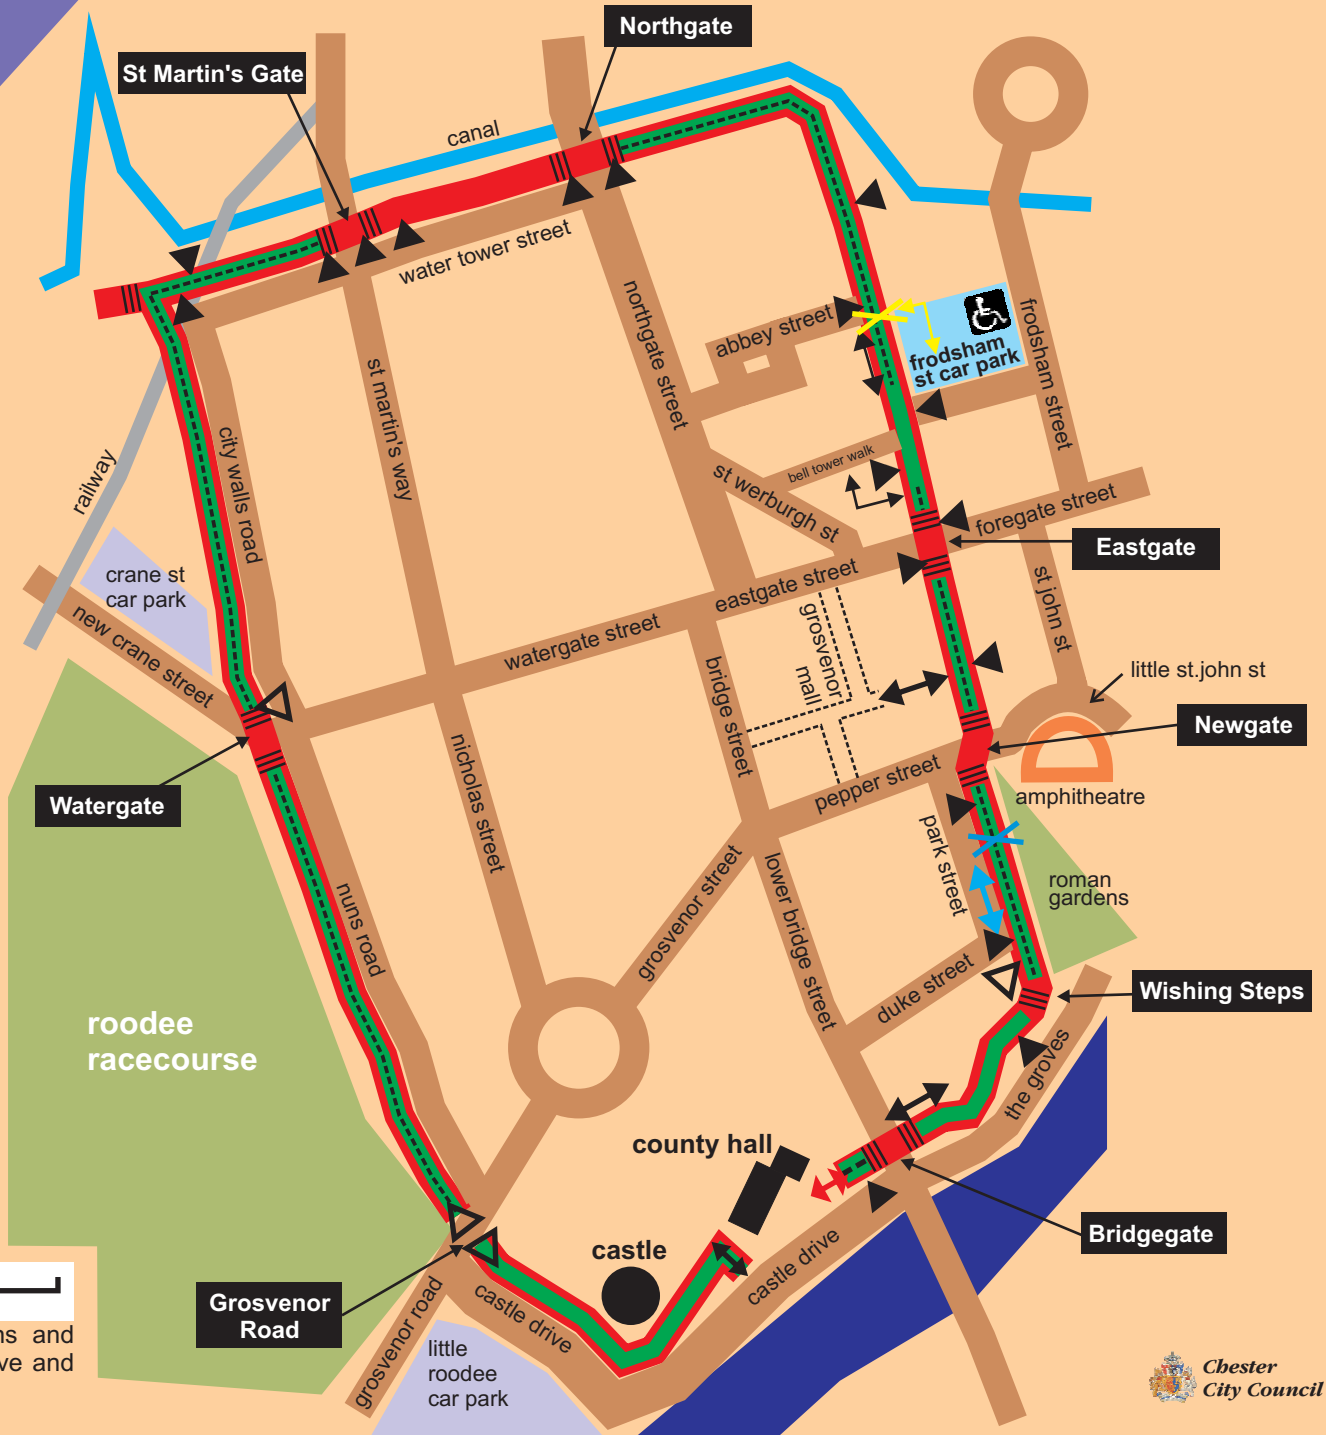 Northgate
St Martin's Gate
canal
water tower street
northgate street
abbey street
frodsham
st car park
frodsham street
st martin's way
city walls road
railway
bell tower walk
st werburgh st
foregate street
Eastgate
crane st
car park
new crane street
eastgate street
watergate street
grosvenor
mall
st john st
little st.john st
bridge street
Newgate
Watergate
nicholas street
pepper street
amphitheatre
park street
roman
gardens
nuns road
grosvenor street
lower bridge street
duke street
Wishing Steps
roodee
racecourse
the groves
county hall
Bridgegate
castle
castle drive
Grosvenor
Road
castle drive
grosvenor road
little
roodee
car park
ns and
ve and
Chester
City Council